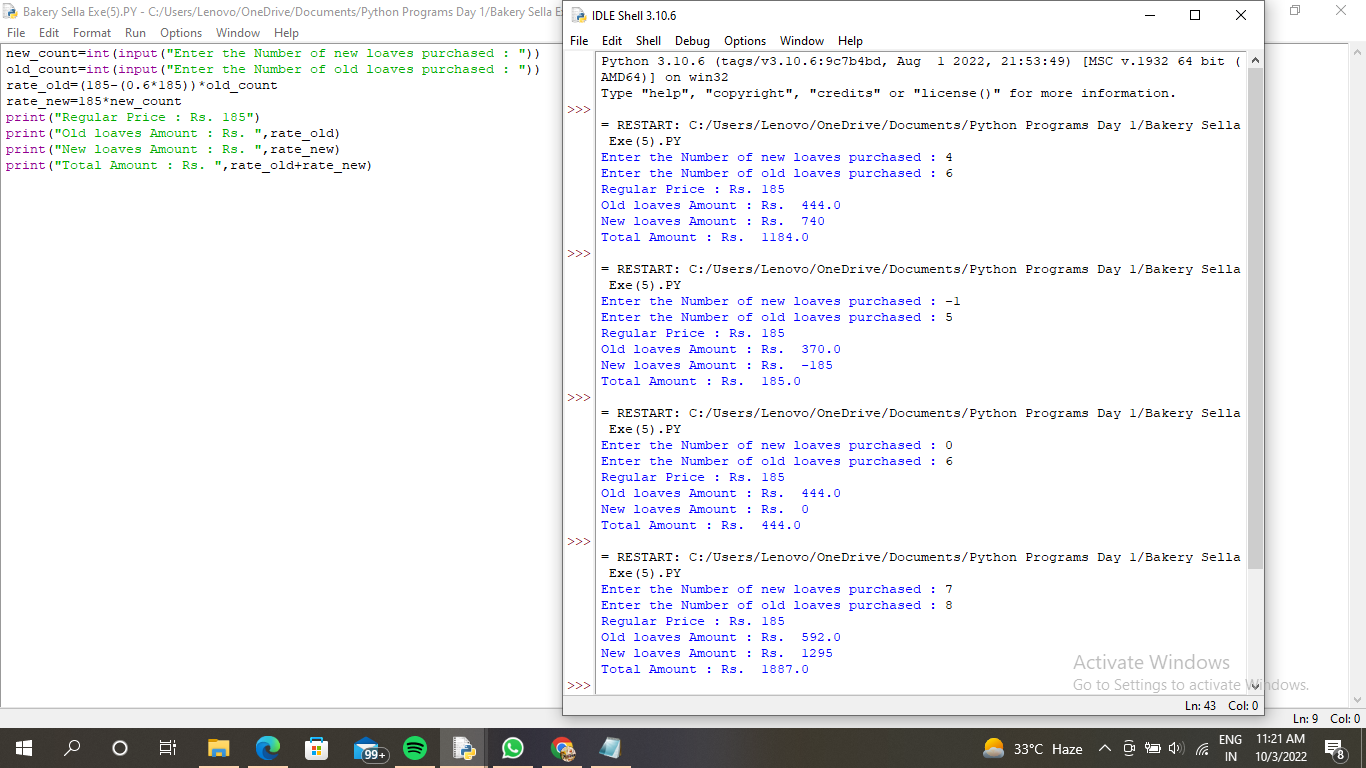 Bakery Sella Exe(5).PY - C:/Users/Lenovo/OneDrive/Documents/Python Programs Day 1/Bakery Sella E
File Edit Format Run Options Window Help
new_count=int(input("Enter the Number of new loaves purchased : "))
old_count=int(input("Enter the Number of old loaves purchased : "))
rate_old=(185-(0.6*185))*old_count
rate_new=185*new_count
print("Regular Price : Rs. 185")
print("Old loaves Amount : Rs. ",rate_old)
print("New loaves Amount : Rs. ",rate_new)
print("Total Amount : Rs. ",rate_old+rate_new)
IDLE Shell 3.10.6
File Edit Shell Debug Options Window Help
Python 3.10.6 (tags/v3.10.6:9c7b4bd, Aug  1 2022, 21:53:49) [MSC v.1932 64 bit (
AMD64)] on win32
Type "help", "copyright", "credits" or "license()" for more information.
>>>
= RESTART: C:/Users/Lenovo/OneDrive/Documents/Python Programs Day 1/Bakery Sella
Exe(5).PY
Enter the Number of new loaves purchased : 4
Enter the Number of old loaves purchased : 6
Regular Price : Rs. 185
Old loaves Amount : Rs.  444.0
New loaves Amount : Rs.  740
Total Amount : Rs.  1184.0
>>>
= RESTART: C:/Users/Lenovo/OneDrive/Documents/Python Programs Day 1/Bakery Sella
Exe(5).PY
Enter the Number of new loaves purchased : -1
Enter the Number of old loaves purchased : 5
Regular Price : Rs. 185
Old loaves Amount : Rs.  370.0
New loaves Amount : Rs.  -185
Total Amount : Rs.  185.0
>>>
= RESTART: C:/Users/Lenovo/OneDrive/Documents/Python Programs Day 1/Bakery Sella
Exe(5).PY
Enter the Number of new loaves purchased : 0
Enter the Number of old loaves purchased : 6
Regular Price : Rs. 185
Old loaves Amount : Rs.  444.0
New loaves Amount : Rs.  0
Total Amount : Rs.  444.0
>>>
= RESTART: C:/Users/Lenovo/OneDrive/Documents/Python Programs Day 1/Bakery Sella
Exe(5).PY
Enter the Number of new loaves purchased : 7
Enter the Number of old loaves purchased : 8
Regular Price : Rs. 185
Old loaves Amount : Rs.  592.0
New loaves Amount : Rs.  1295
Total Amount : Rs.  1887.0
>>>
Activate Windows
Go to Settings to activate Windows.
Ln: 43 Col: 0
Ln: 9 Col: 0
99+
33°C Haze
ENG
IN
11:21 AM
10/3/2022
8